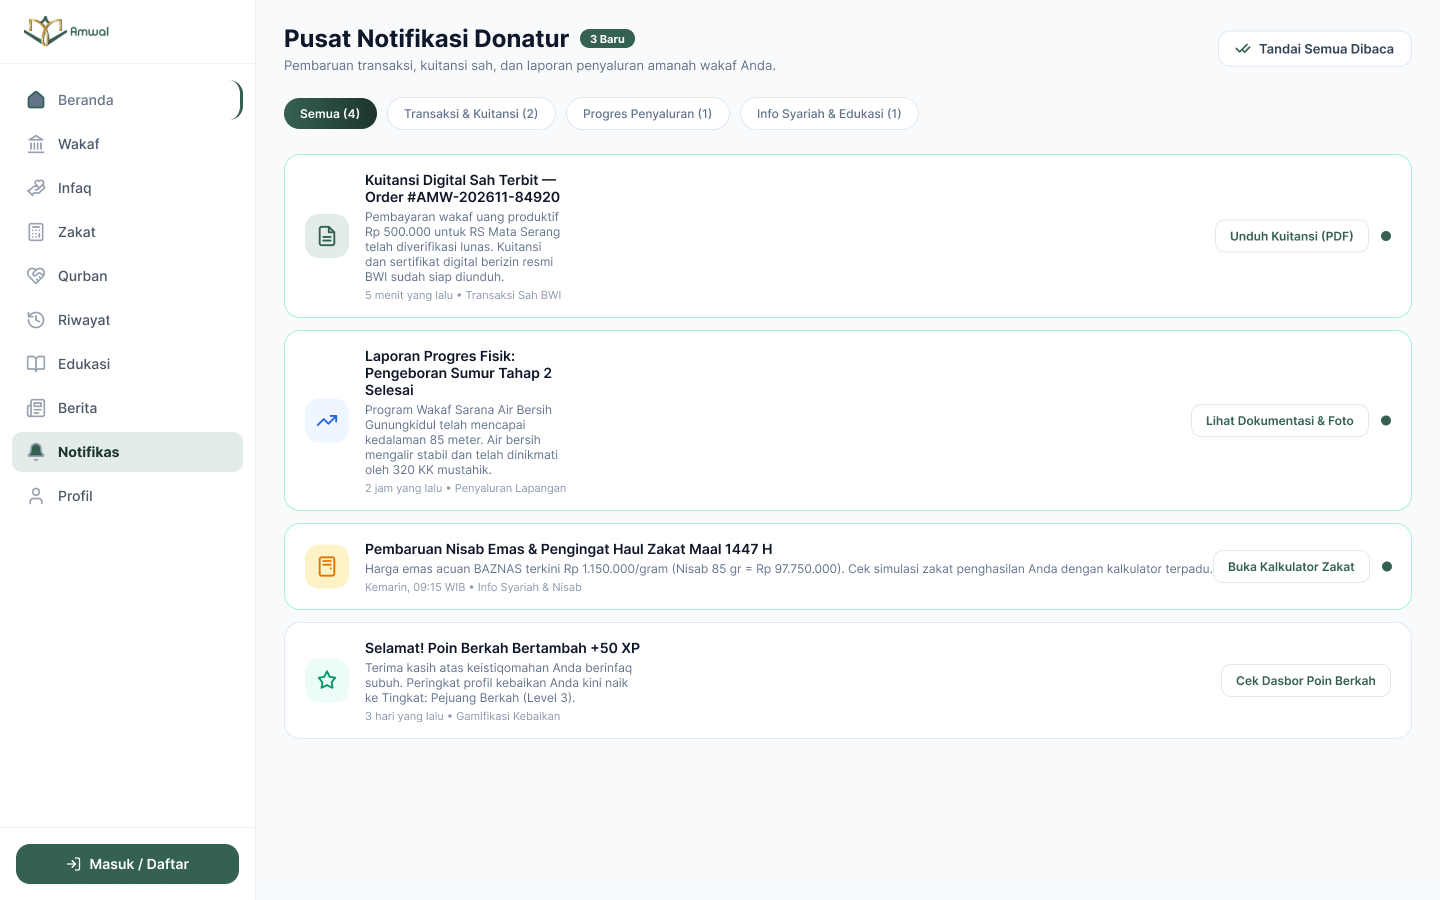 Amwal
Beranda
Wakaf
Infaq
Zakat
Qurban
Riwayat
Edukasi
Berita
Notifikas
Profil
Masuk / Daftar
Pusat Notifikasi Donatur
3 Baru
Pembaruan transaksi, kuitansi sah, dan laporan penyaluran amanah wakaf Anda.
Tandai Semua Dibaca
Semua (4)
Transaksi & Kuitansi (2)
Progres Penyaluran (1)
Info Syariah & Edukasi (1)
Kuitansi Digital Sah Terbit —
Order #AMW-202611-84920
Pembayaran wakaf uang produktif
Rp 500.000 untuk RS Mata Serang
telah diverifikasi lunas. Kuitansi
dan sertifikat digital berizin resmi
BWI sudah siap diunduh.
5 menit yang lalu • Transaksi Sah BWI
Unduh Kuitansi (PDF)
Laporan Progres Fisik:
Pengeboran Sumur Tahap 2
Selesai
Program Wakaf Sarana Air Bersih
Gunungkidul telah mencapai
kedalaman 85 meter. Air bersih
mengalir stabil dan telah dinikmati
oleh 320 KK mustahik.
2 jam yang lalu • Penyaluran Lapangan
Lihat Dokumentasi & Foto
Pembaruan Nisab Emas & Pengingat Haul Zakat Maal 1447 H
Harga emas acuan BAZNAS terkini Rp 1.150.000/gram (Nisab 85 gr = Rp 97.750.000). Cek simulasi zakat penghasilan Anda dengan kalkulator terpadu.
Kemarin, 09:15 WIB • Info Syariah & Nisab
Buka Kalkulator Zakat
Selamat! Poin Berkah Bertambah +50 XP
Terima kasih atas keistiqomahan Anda berinfaq
subuh. Peringkat profil kebaikan Anda kini naik
ke Tingkat: Pejuang Berkah (Level 3).
3 hari yang lalu • Gamifikasi Kebaikan
Cek Dasbor Poin Berkah